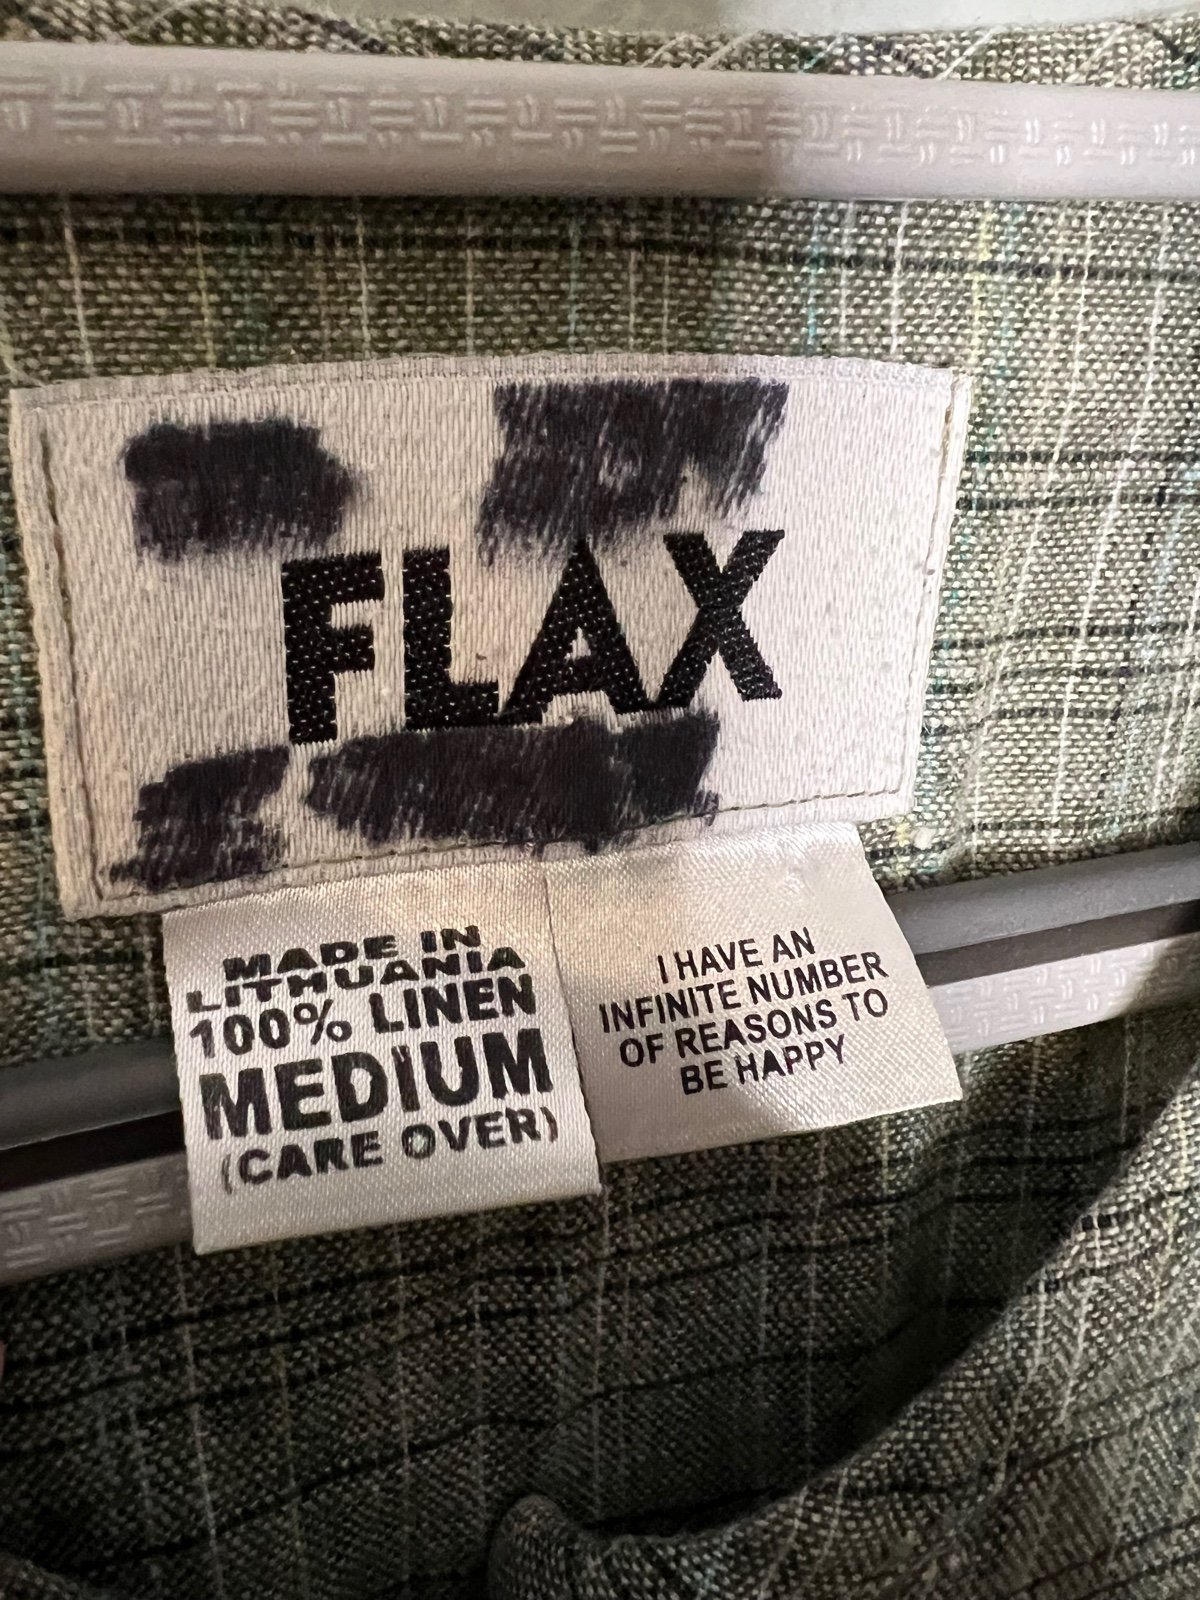 FLAX
MADE IN
LITHUANIA
100% LINEN
MEDIUM
(CARE OVER)
I HAVE AN
INFINITE NUMBER
OF REASONS TO
BE HAPPY